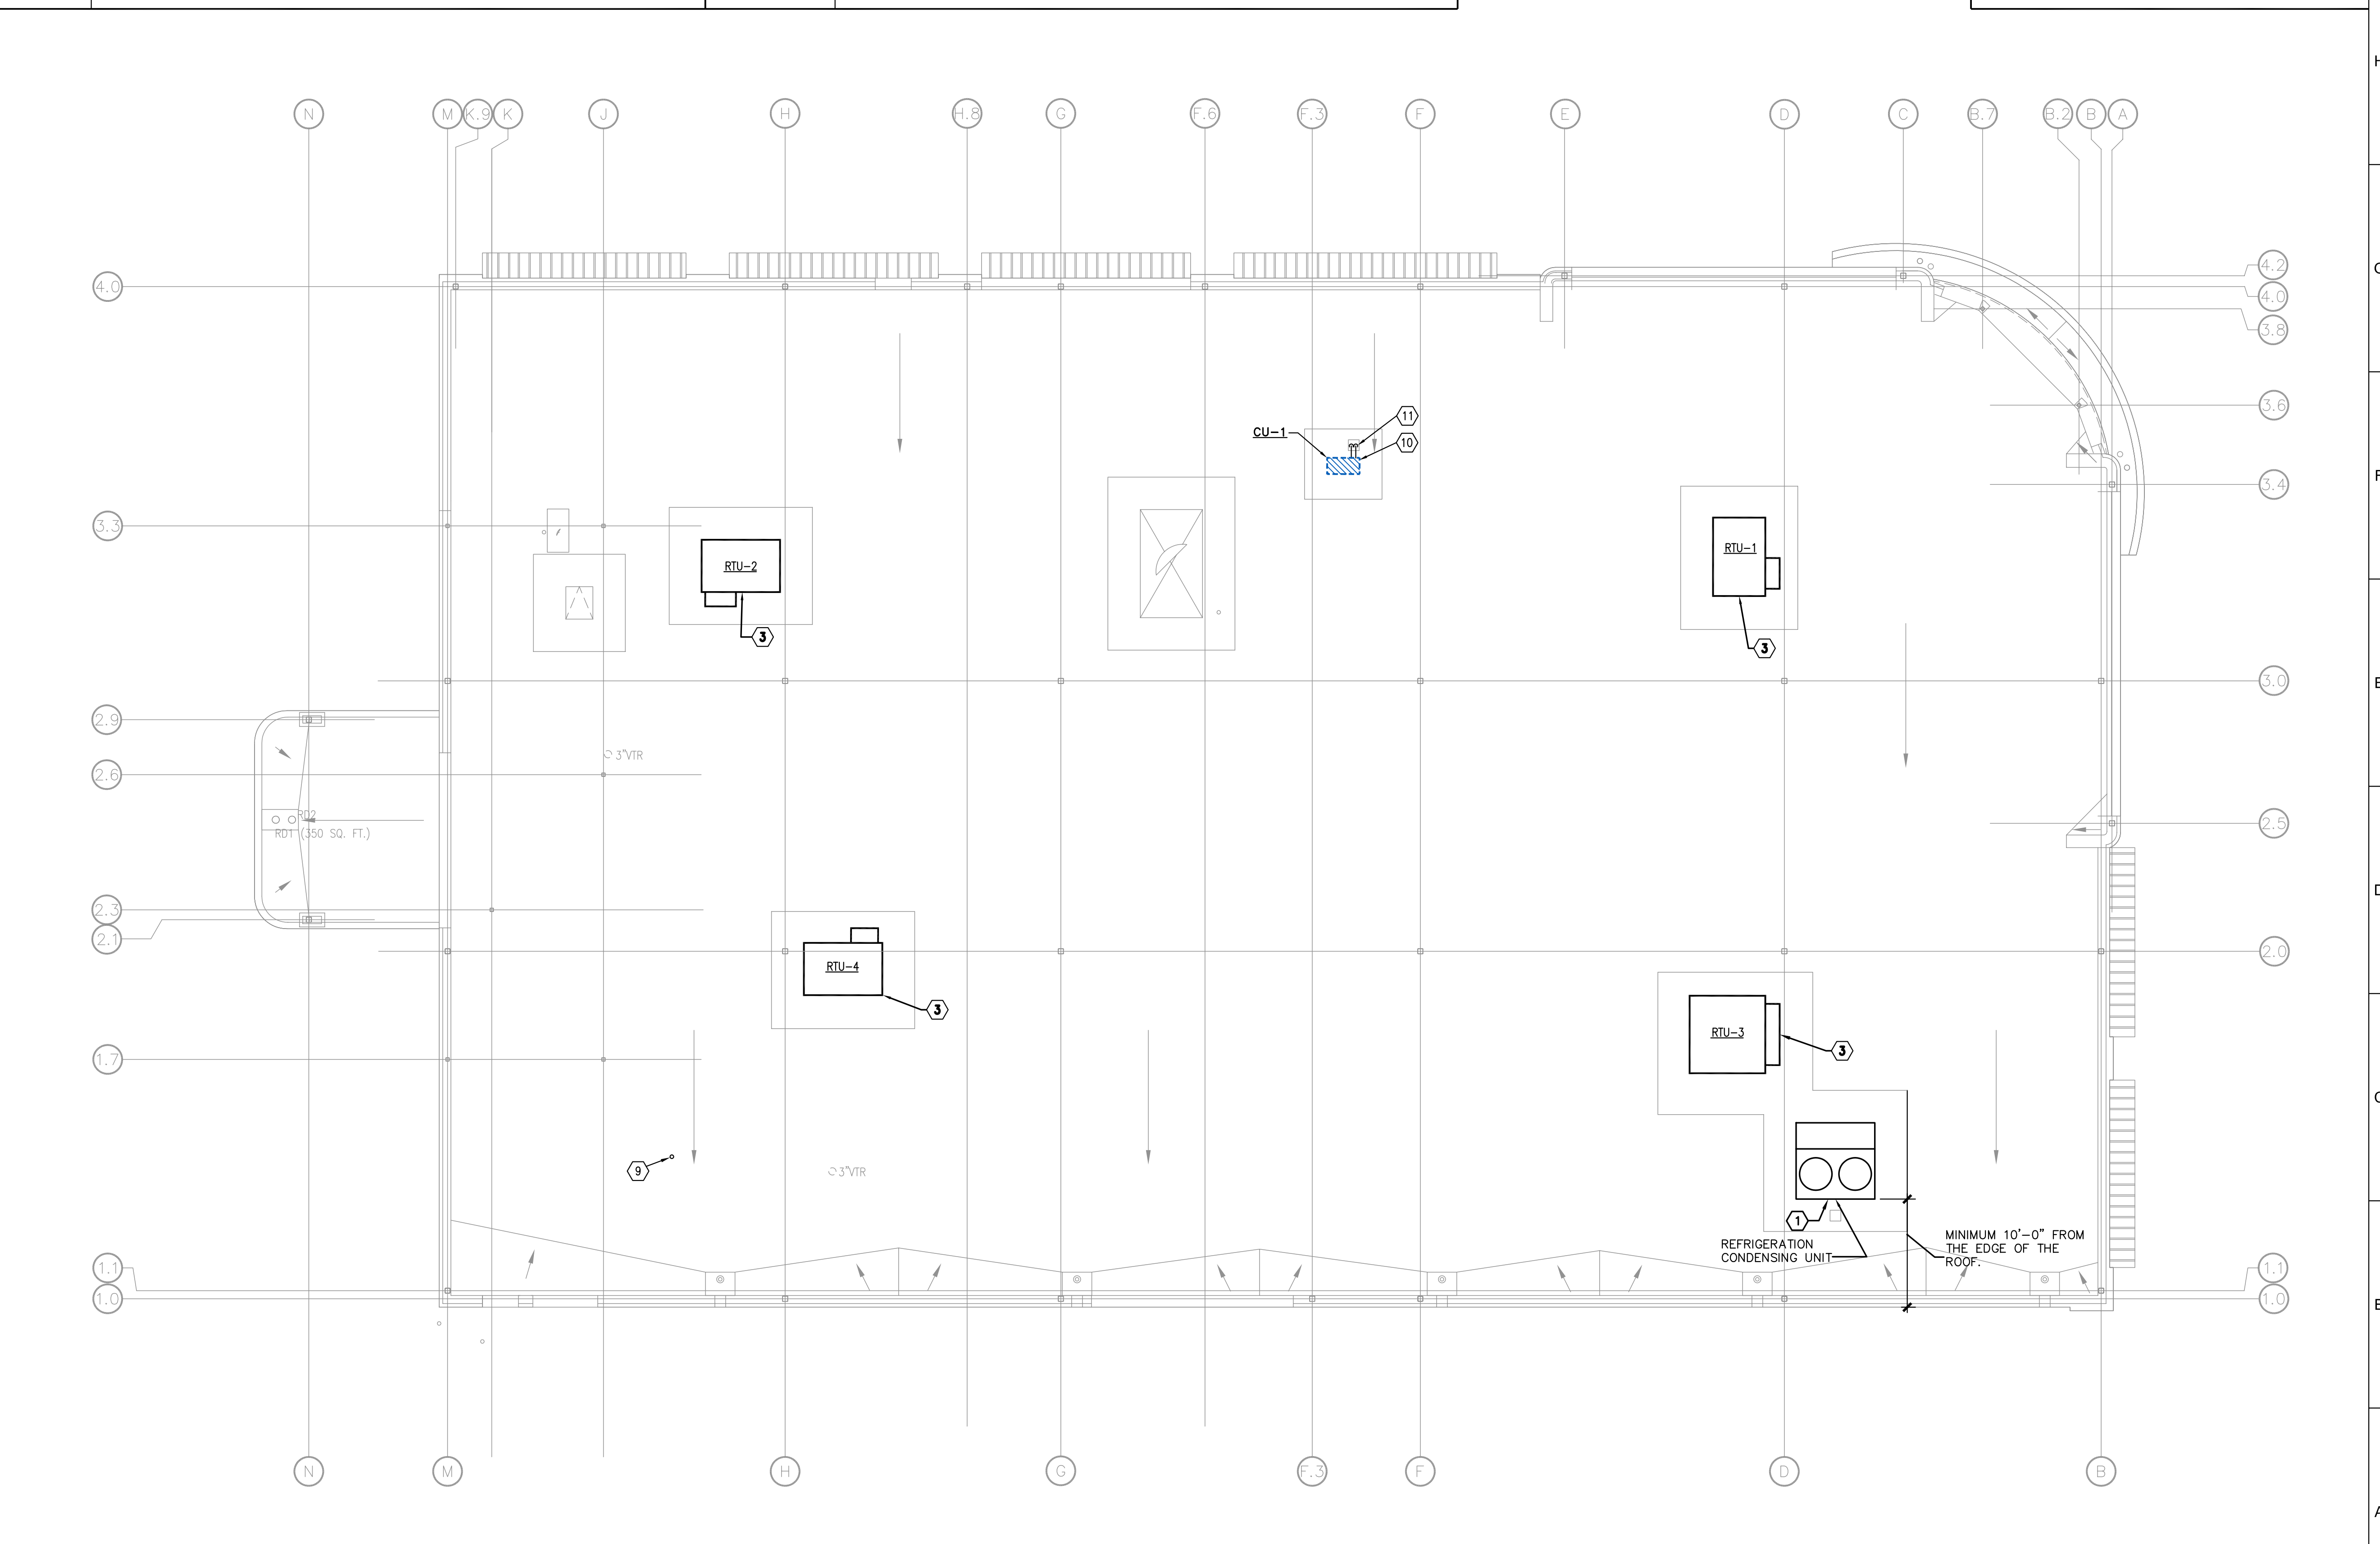 H
N
M
K.9
K
J
H
H.8
G
F.6
F.3
F
E
D
C
B.7
B.2
B
A
4.0
4.2
4.0
3.8
3.6
CU-1
11
10
3.4
3.3
RTU-2
RTU-1
3
3
3.0
2.9
3"VTR
2.6
RD2
RD1 (350 SQ. FT.)
2.5
2.3
2.1
2.0
RTU-4
3
RTU-3
3
1.7
9
3"VTR
1
REFRIGERATION
CONDENSING UNIT
MINIMUM 10'-0" FROM
THE EDGE OF THE
ROOF.
1.1
1.0
1.1
1.0
N
M
H
G
F.3
F
D
B